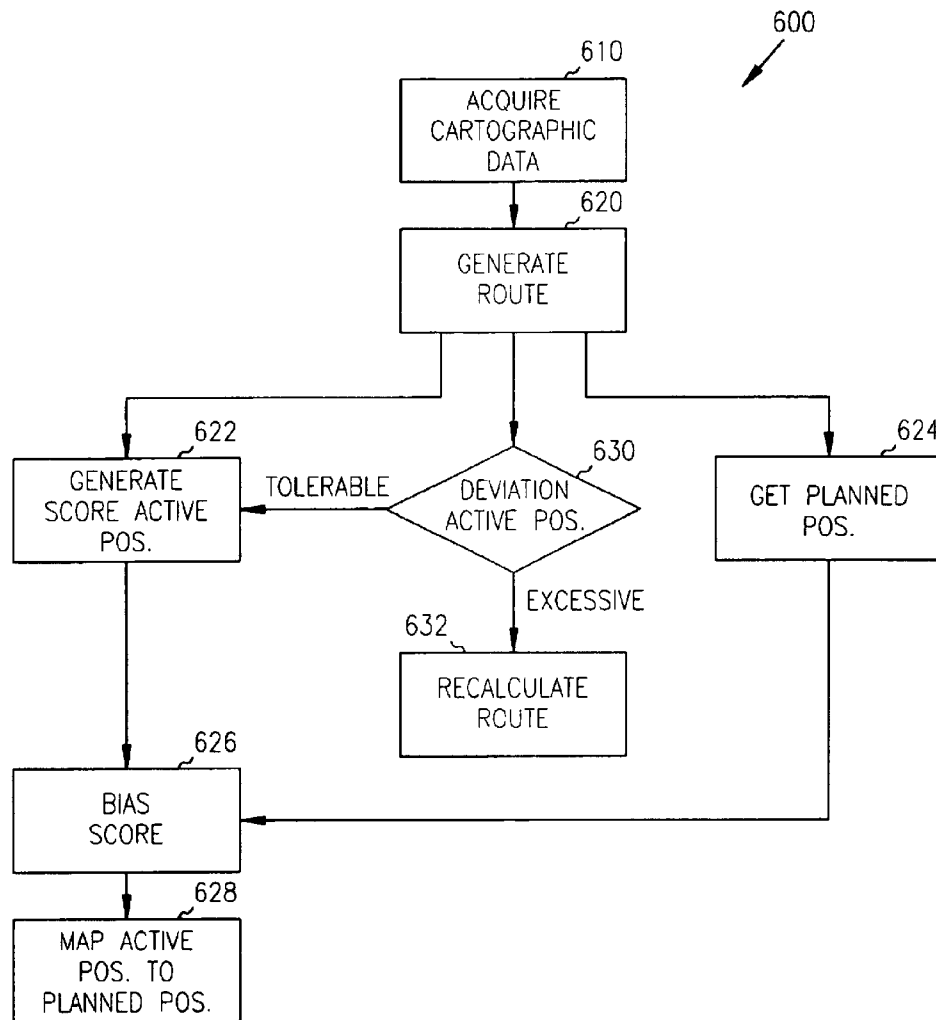 600
610
ACQUIRE
CARTOGRAPHIC
DATA
620
GENERATE
ROUTE
622
GENERATE
SCORE ACTIVE
POS.
TOLERABLE
630
DEVIATION
ACTIVE POS.
624
GET PLANNED
POS.
EXCESSIVE
632
RECALCULATE
ROUTE
626
BIAS
SCORE
628
MAP ACTIVE
POS. TO
PLANNED POS.